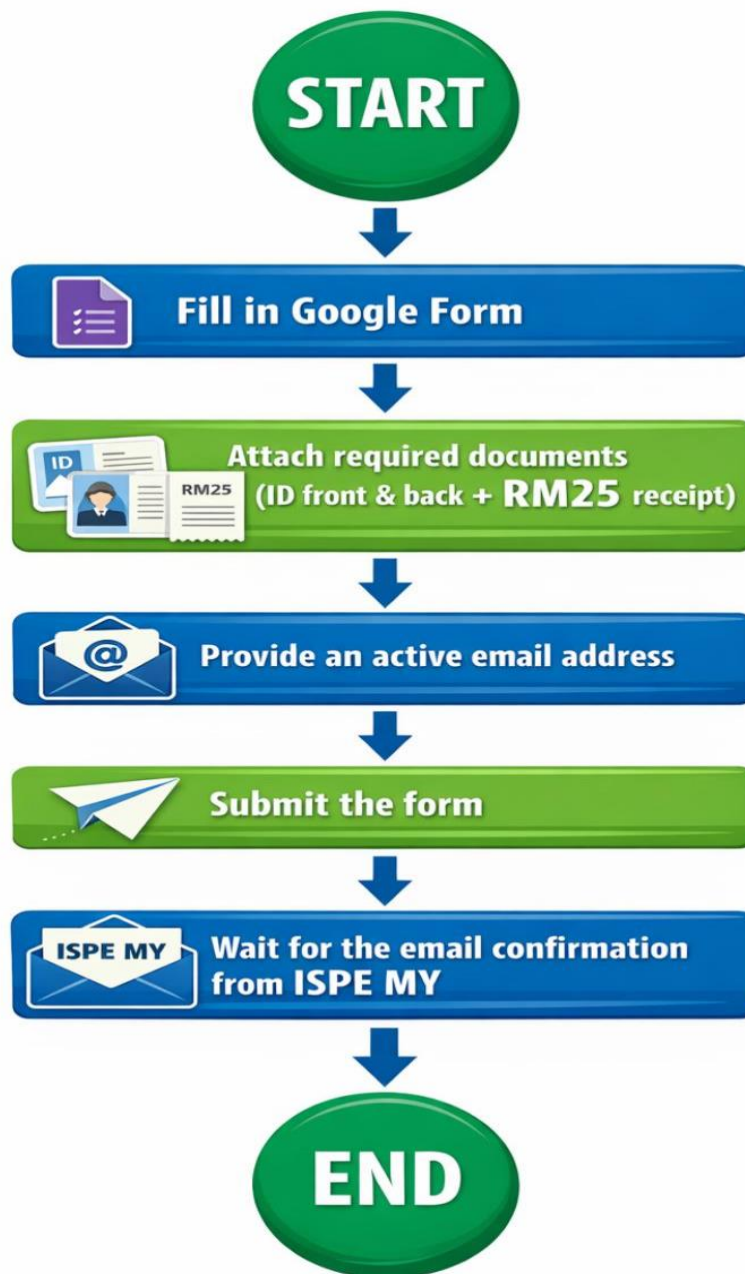 START
Fill in Google Form
ID
RM25
Attach required documents
(ID front & back + RM25 receipt)
@
Provide an active email address
Submit the form
ISPE MY
Wait for the email confirmation
from ISPE MY
END